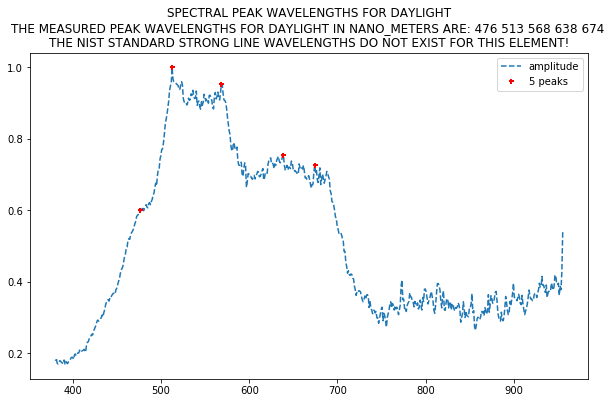 SPECTRAL PEAK WAVELENGTHS FOR DAYLIGHT
THE MEASURED PEAK WAVELENGTHS FOR DAYLIGHT IN NANO_METERS ARE: 476 513 568 638 674
THE NIST STANDARD STRONG LINE WAVELENGTHS DO NOT EXIST FOR THIS ELEMENT!
amplitude
5 peaks
1.0
0.8
0.6
0.4
0.2
400 500 600 700 800 900